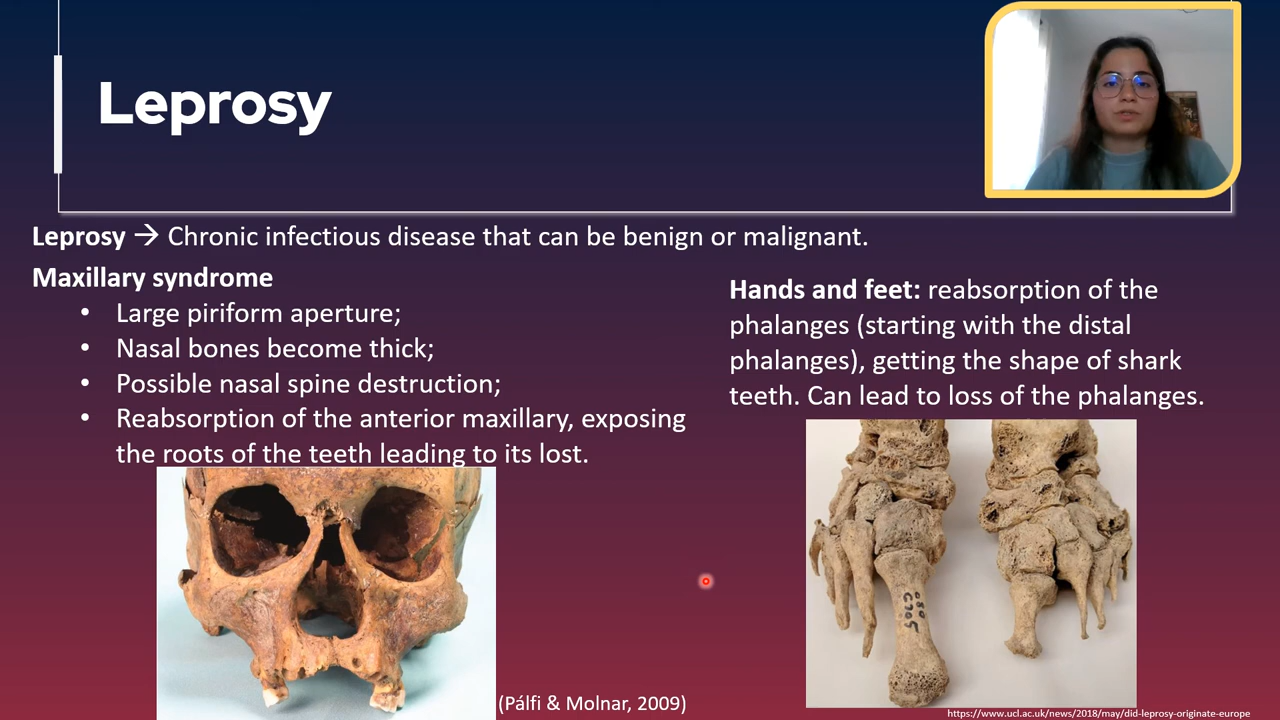 Leprosy
Leprosy → Chronic infectious disease that can be benign or malignant.
Maxillary syndrome
• Large piriform aperture;
• Nasal bones become thick;
• Possible nasal spine destruction;
• Reabsorption of the anterior maxillary, exposing
the roots of the teeth leading to its lost.
(Pálfi & Molnar, 2009)
Hands and feet: reabsorption of the
phalanges (starting with the distal
phalanges), getting the shape of shark
teeth. Can lead to loss of the phalanges.
https://www.ucl.ac.uk/news/2018/may/did-leprosy-originate-europe